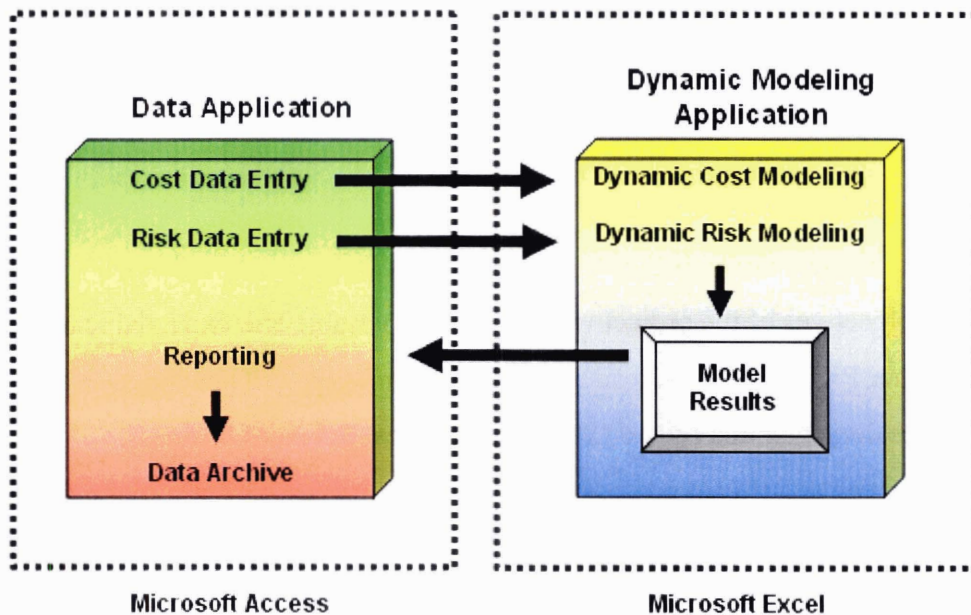 Data Application
Cost Data Entry
Risk Data Entry
Reporting
Data Archive
Microsoft Access
Dynamic Modeling
Application
Dynamic Cost Modeling
Dynamic Risk Modeling
Model
Results
Microsoft Excel